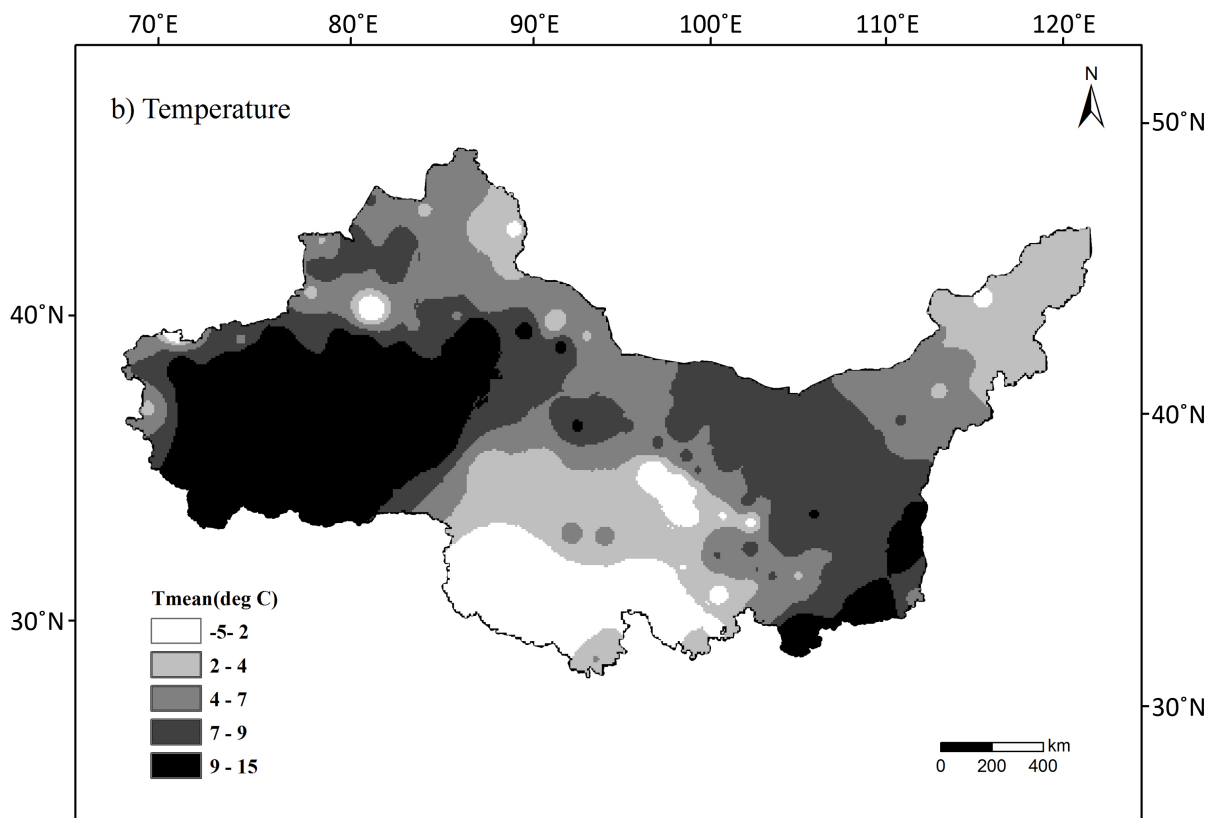 70°E 80°E 90°E 100°E 110°E 120°E
N
b) Temperature
50°N
40°N
40°N
Tmean(deg C)
-5- 2
30°N
2 - 4
4 - 7
30°N
7 - 9
km
9 - 15
0 200 400